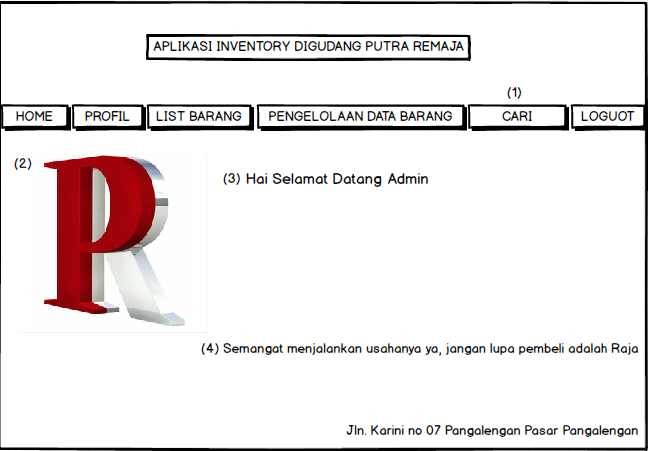 APLIKASI INVENTORY DIGUDANG PUTRA REMAJA
(1)
HOME PROFIL LIST BARANG PENGELOLAAN DATA BARANG CARI LOGUOT
(2)
PR
(3) Hai Selamat Datang Admin
(4) Semangat menjalankan usahanya ya, jangan lupa pembeli adalah Raja
Jln. Karini no 07 Pangalengan Pasar Pangalengan